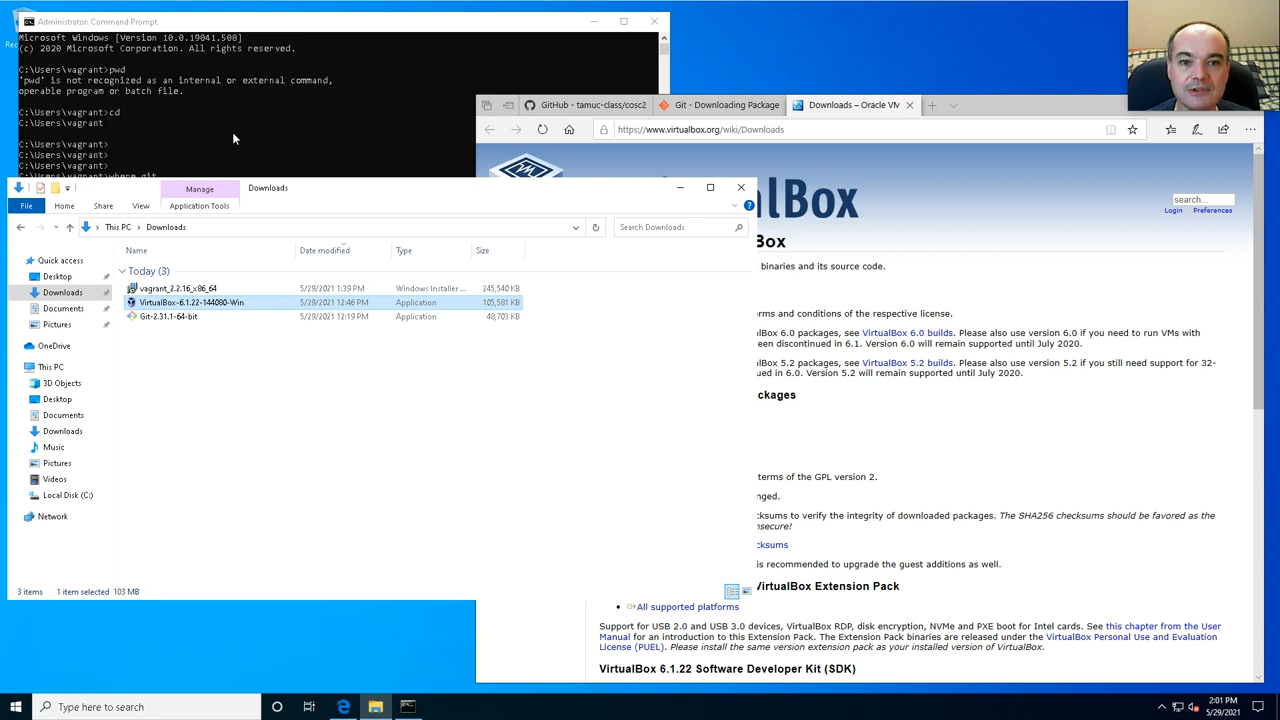 Administrator: Command Prompt
Microsoft Windows [Version 10.0.19041.508]
(c) 2020 Microsoft Corporation. All rights reserved.
C:\Users\vagrant>pwd
'pwd' is not recognized as an internal or external command,
operable program or batch file.
C:\Users\vagrant>cd
C:\Users\vagrant
C:\Users\vagrant>
C:\Users\vagrant>
C:\Users\vagrant>
C:\Users\vagrant>where git
GitHub - tamuc-class/cosc2
Git - Downloading Package
Downloads – Oracle VM
https://www.virtualbox.org/wiki/Downloads
search...
Login Preferences
lBox
Box
binaries and its source code.
erms and conditions of the respective license.
alBox 6.0 packages, see VirtualBox 6.0 builds. Please also use version 6.0 if you need to run VMs with
een discontinued in 6.1. Version 6.0 will remain supported until July 2020.
alBox 5.2 packages, see VirtualBox 5.2 builds. Please also use version 5.2 if you still need support for 32-
ued in 6.0. Version 5.2 will remain supported until July 2020.
ckages
terms of the GPL version 2.
nged.
cksums to verify the integrity of downloaded packages. The SHA256 checksums should be favored as the
nsecure!
cksums
is recommended to upgrade the guest additions as well.
VirtualBox Extension Pack
All supported platforms
Support for USB 2.0 and USB 3.0 devices, VirtualBox RDP, disk encryption, NVMe and PXE boot for Intel cards. See this chapter from the User
Manual for an introduction to this Extension Pack. The Extension Pack binaries are released under the VirtualBox Personal Use and Evaluation
License (PUEL). Please install the same version extension pack as your installed version of VirtualBox.
VirtualBox 6.1.22 Software Developer Kit (SDK)
Manage
Downloads
File Home Share View Application Tools
This PC > Downloads
Search Downloads
Name Date modified Type Size
Today (3)
vagrant_2.2.16_x86_64 5/29/2021 1:39 PM Windows Installer ... 245,540 KB
VirtualBox-6.1.22-144080-Win 5/29/2021 12:46 PM Application 105,581 KB
Git-2.31.1-64-bit 5/29/2021 12:19 PM Application 48,703 KB
Quick access
Desktop
Downloads
Documents
Pictures
OneDrive
This PC
3D Objects
Desktop
Documents
Downloads
Music
Pictures
Videos
Local Disk (C:)
Network
3 items 1 item selected 103 MB
Type here to search
2:01 PM
5/29/2021